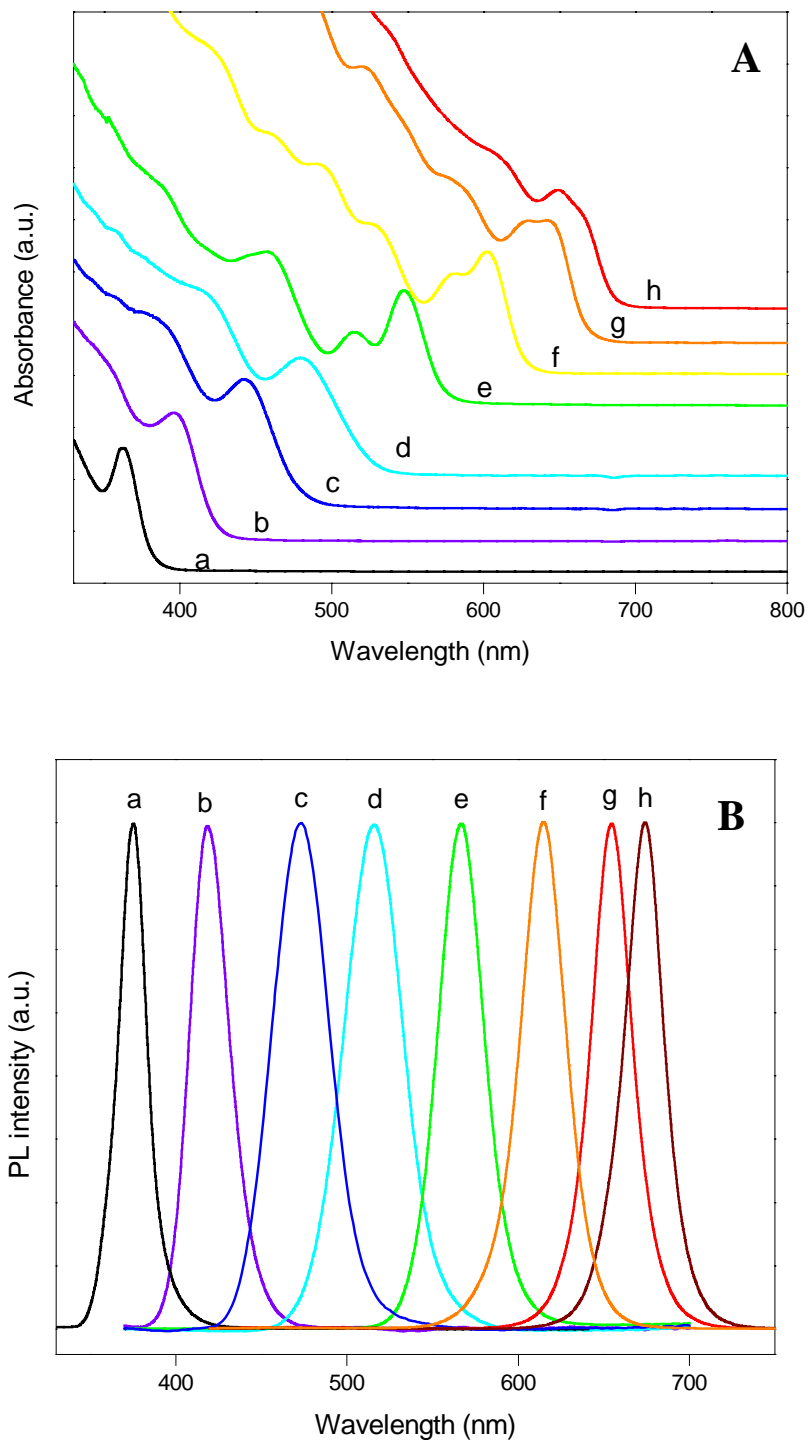 A
Absorbance (a.u.)
h
g
f
e
d
c
b
a
400 500 600 700 800
Wavelength (nm)
a b c d e f g h
B
PL intensity (a.u.)
400 500 600 700
Wavelength (nm)